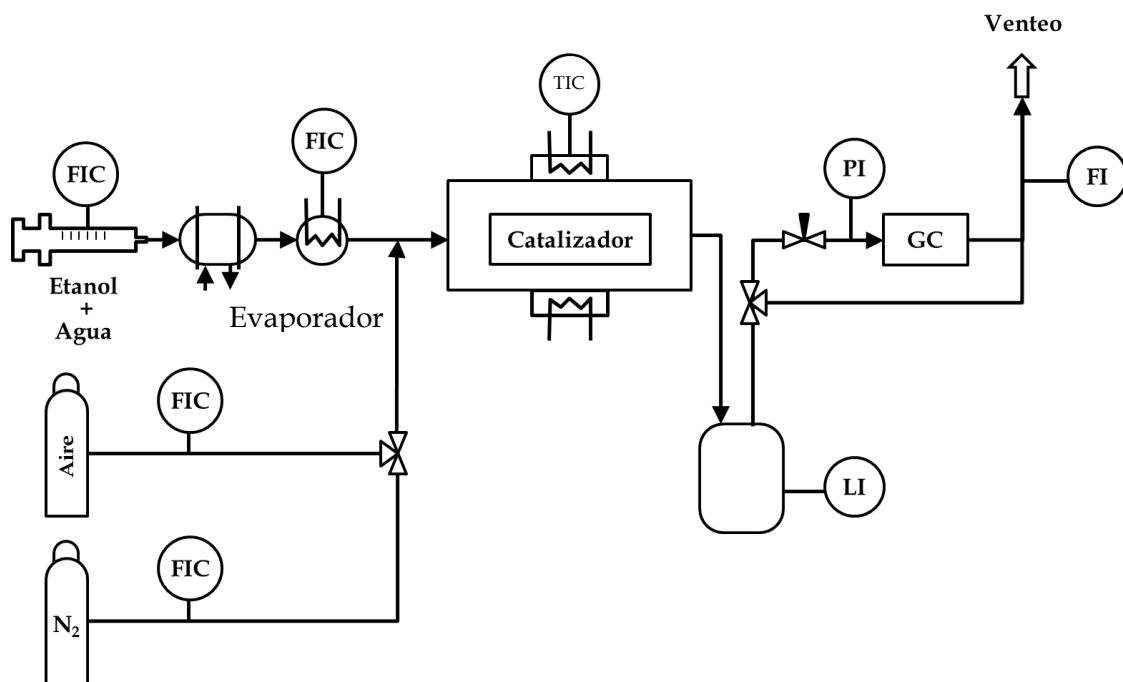 Venteo
TIC
FIC
FIC
PI
FI
Etanol
+
Agua
Evaporador
Catalizador
GC
FIC
Aire
LI
FIC
N₂